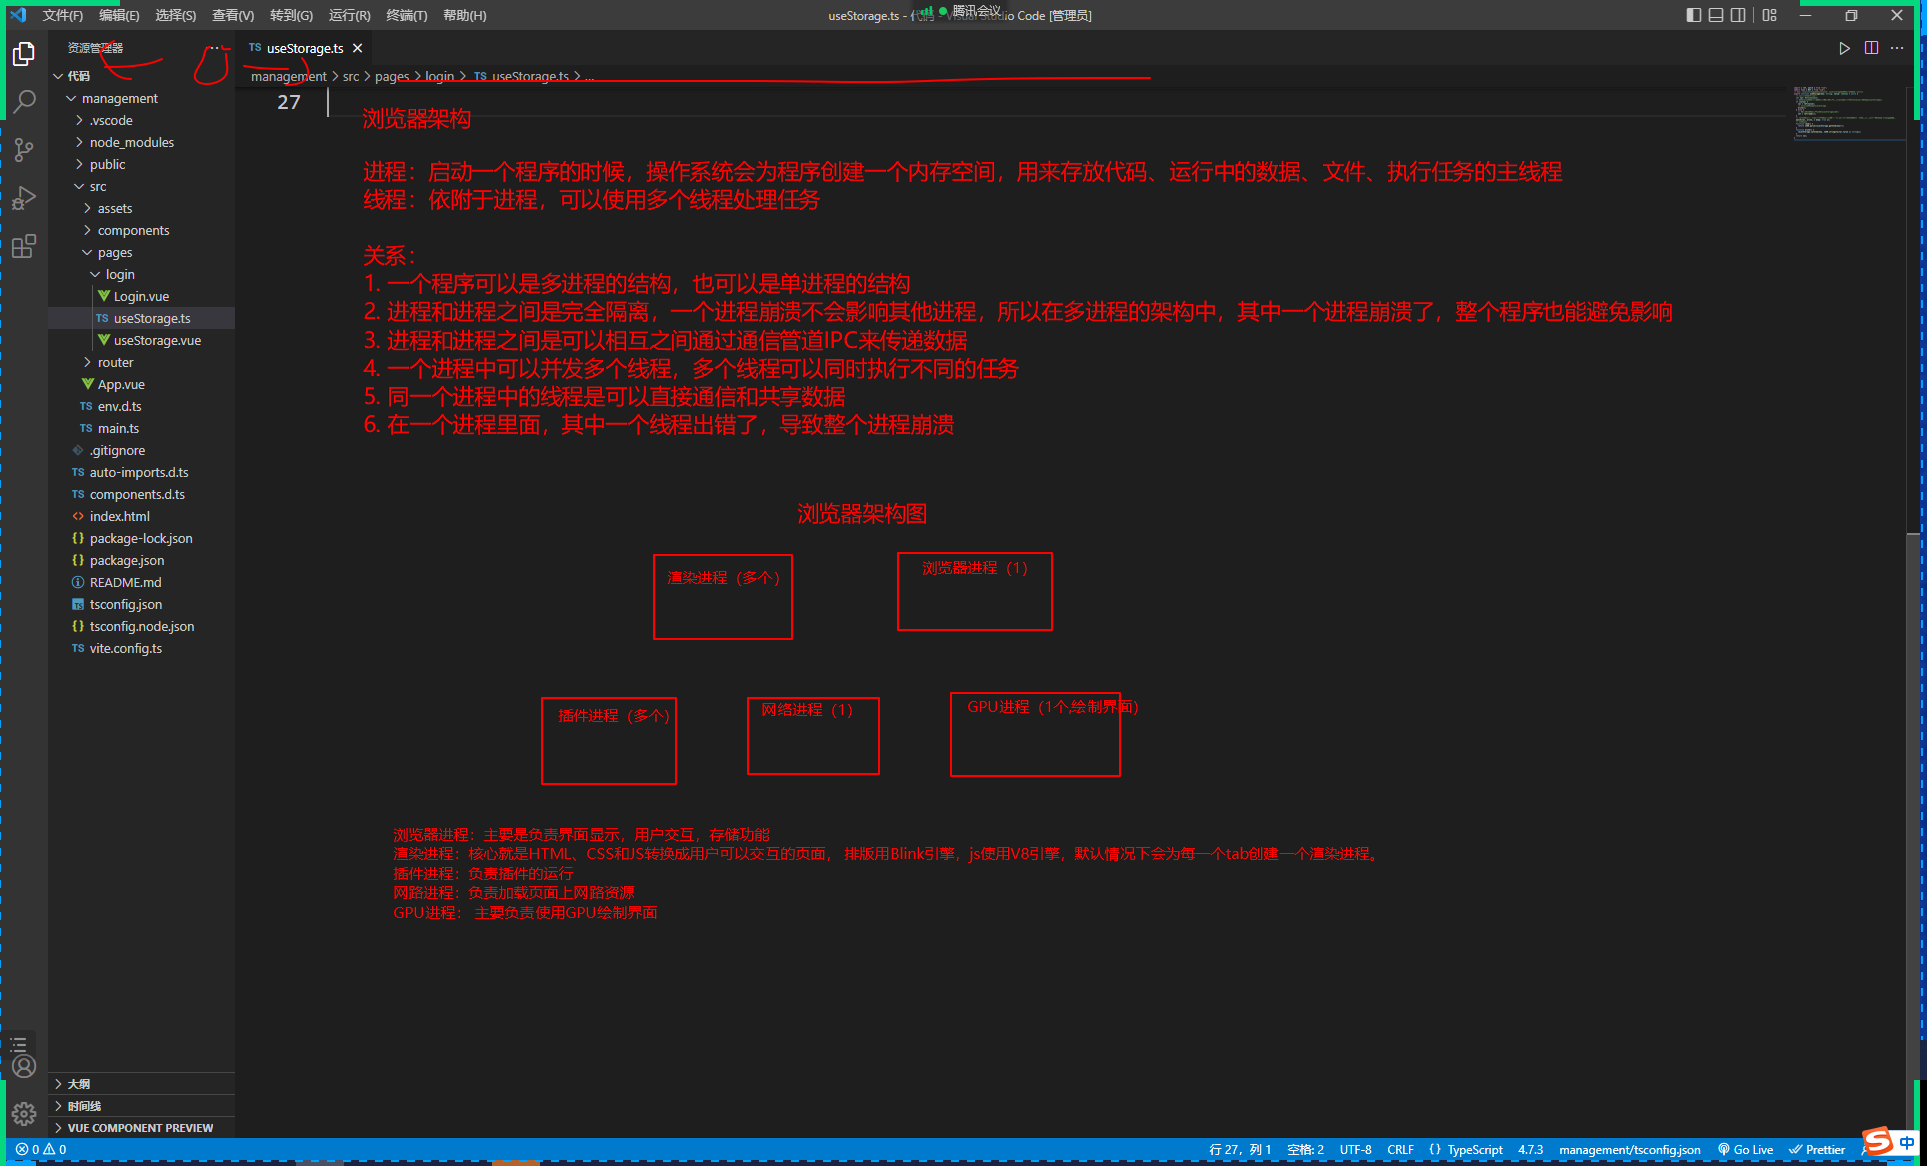 文件(F) 编辑(E) 选择(S) 查看(V) 转到(G) 运行(R) 终端(T) 帮助(H)
useStorage.ts - 代码 - Visual Studio Code [管理员]
腾讯会议
资源管理器
TS useStorage.ts
management > src > pages > login > TS useStorage.ts > ...
代码
management
.vscode
node_modules
public
src
assets
components
pages
login
Login.vue
TS useStorage.ts
useStorage.vue
router
App.vue
TS env.d.ts
TS main.ts
.gitignore
TS auto-imports.d.ts
TS components.d.ts
index.html
package-lock.json
package.json
README.md
tsconfig.json
tsconfig.node.json
TS vite.config.ts
大纲
时间线
VUE COMPONENT PREVIEW
27
浏览器架构
进程：启动一个程序的时候，操作系统会为程序创建一个内存空间，用来存放代码、运行中的数据、文件、执行任务的主线程
线程：依附于进程，可以使用多个线程处理任务
关系：
1. 一个程序可以是多进程的结构，也可以是单进程的结构
2. 进程和进程之间是完全隔离，一个进程崩溃不会影响其他进程，所以在多进程的架构中，其中一个进程崩溃了，整个程序也能避免影响
3. 进程和进程之间是可以相互之间通过通信管道IPC来传递数据
4. 一个进程中可以并发多个线程，多个线程可以同时执行不同的任务
5. 同一个进程中的线程是可以直接通信和共享数据
6. 在一个进程里面，其中一个线程出错了，导致整个进程崩溃
浏览器架构图
渲染进程（多个）
浏览器进程（1）
插件进程（多个）
网络进程（1）
GPU进程（1个,绘制界面）
浏览器进程：主要是负责界面显示，用户交互，存储功能
渲染进程：核心就是HTML、CSS和JS转换成用户可以交互的页面， 排版用Blink引擎，js使用V8引擎，默认情况下会为每一个tab创建一个渲染进程。
插件进程：负责插件的运行
网路进程：负责加载页面上网路资源
GPU进程： 主要负责使用GPU绘制界面
0 0
行 27，列 1 空格: 2 UTF-8 CRLF { } TypeScript 4.7.3 management/tsconfig.json Go Live Prettier
中